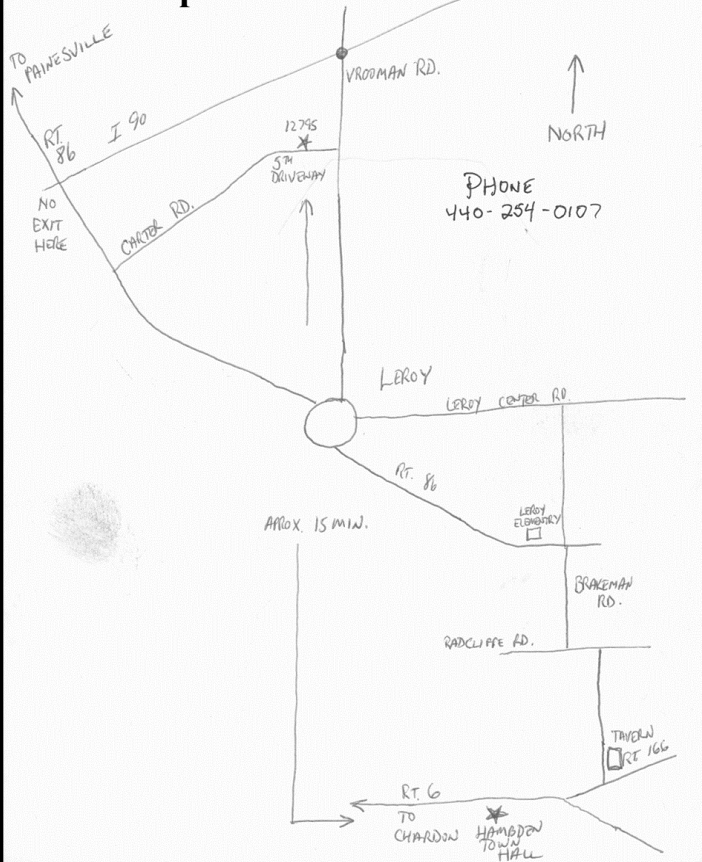 TO
PAINESVILLE
VROOMAN RD.
RT.
86
I 90
12795
5TH
DRIVEWAY
NORTH
NO
EXIT
HERE
CARTER RD.
PHONE
440-254-0107
LEROY
LEROY CENTER RD.
RT. 86
LEROY
ELEMENTRY
APROX. 15 MIN.
BRAKEMAN
RD.
RADCLIFFE RD.
TAVERN
RT 166
RT. 6
TO
CHARDON
HAMBDEN
TOWN
HALL